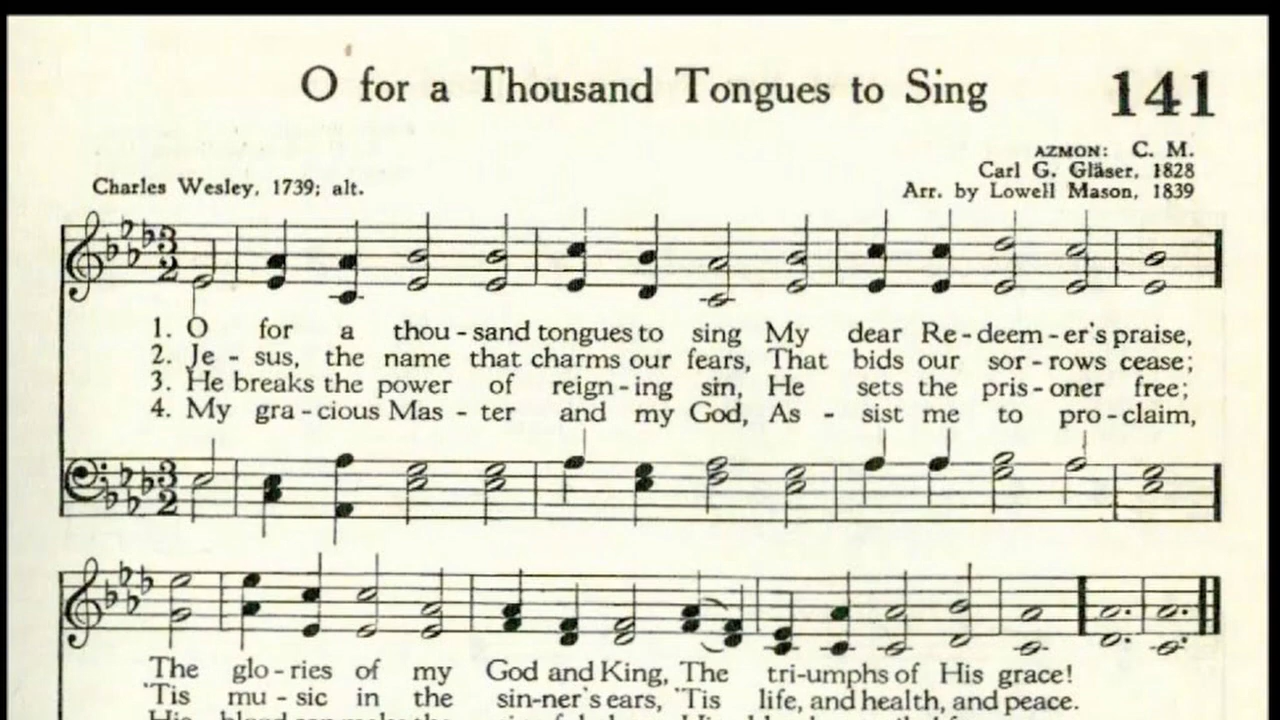 O for a Thousand Tongues to Sing 141
AZMON: C. M.
Carl G. Gläser, 1828
Charles Wesley, 1739; alt.
Arr. by Lowell Mason, 1839
1. O for a thou - sand tongues to sing My dear Re - deem - er's praise,
2. Je - sus, the name that charms our fears, That bids our sor - rows cease;
3. He breaks the power of reign - ing sin, He sets the pris - oner free;
4. My gra - cious Mas - ter and my God, As - sist me to pro - claim,
The glo - ries of my God and King, The tri-umphs of His grace!
'Tis mu - sic in the sin-ner's ears, 'Tis life, and health, and peace.